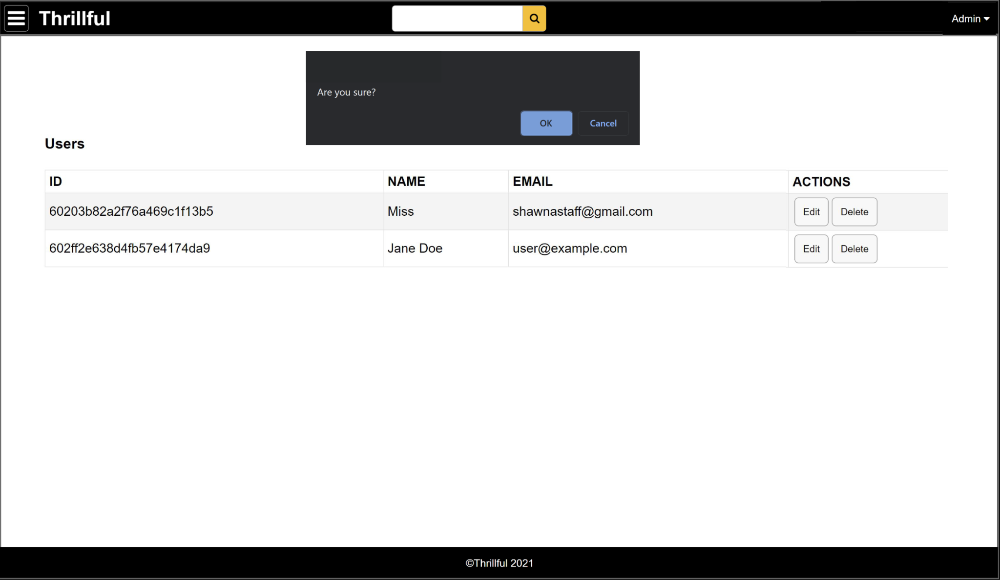 Thrillful
Admin
Are you sure?
OK Cancel
Users
ID NAME EMAIL ACTIONS
60203b82a2f76a469c1f13b5 Miss shawnastaff@gmail.com Edit Delete
602ff2e638d4fb57e4174da9 Jane Doe user@example.com Edit Delete
©Thrillful 2021